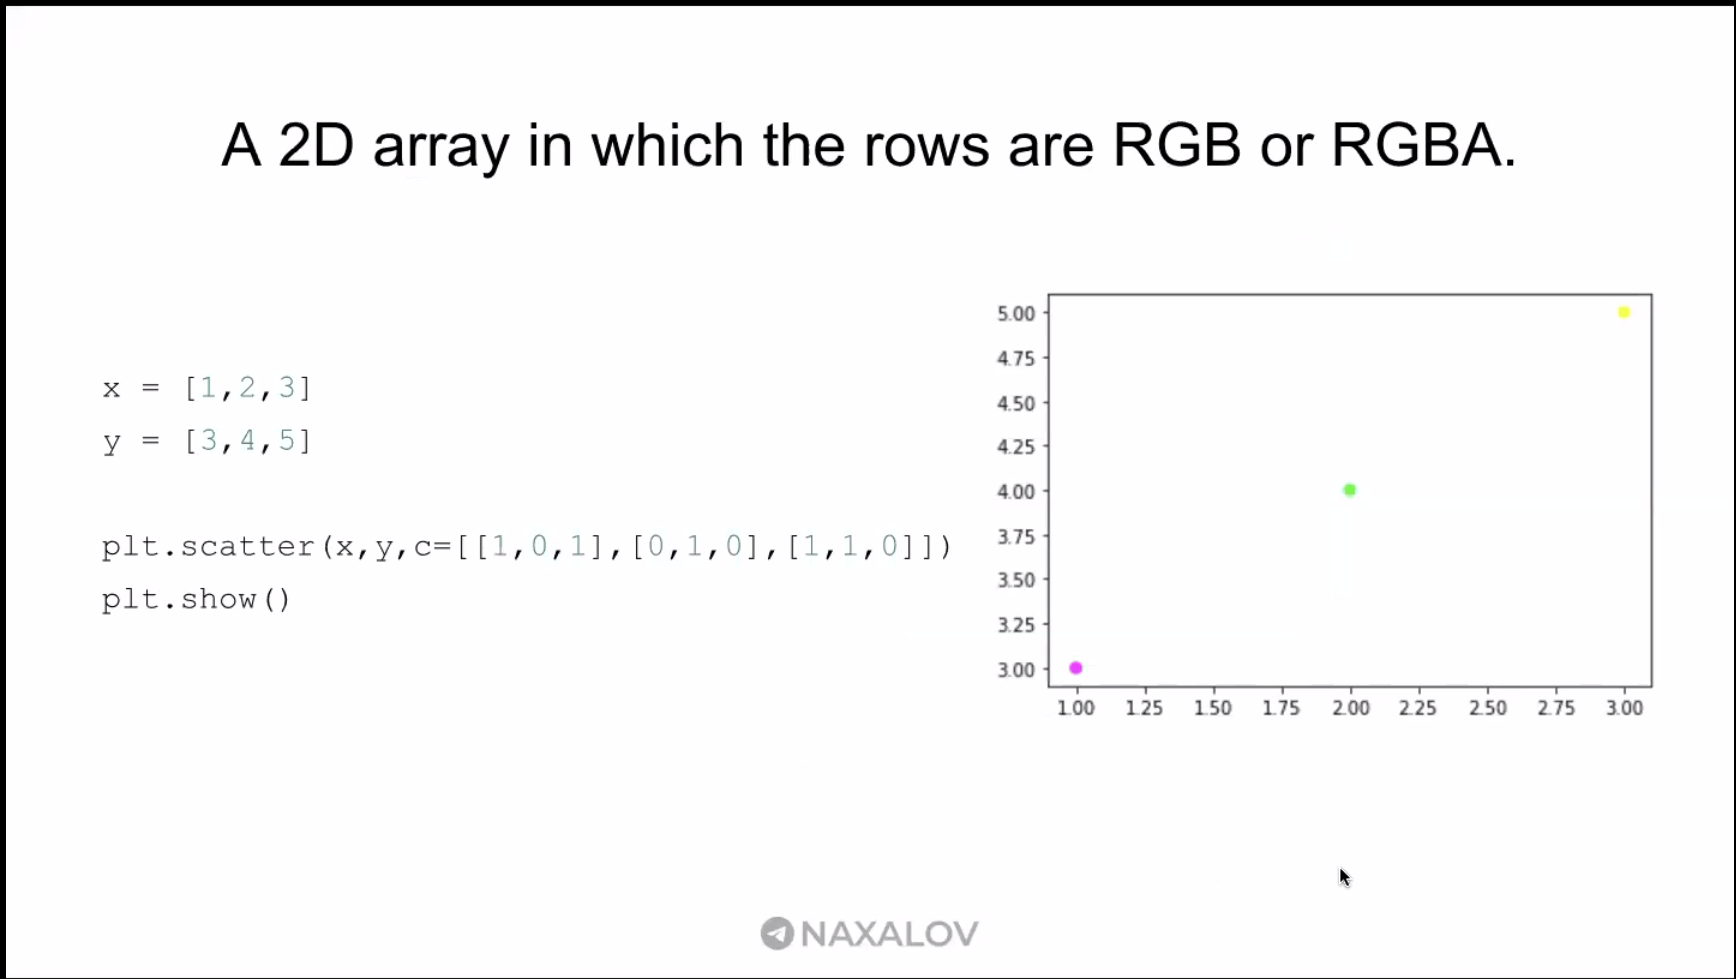 A 2D array in which the rows are RGB or RGBA.
x = [1,2,3]
y = [3,4,5]
plt.scatter(x,y,c=[[1,0,1],[0,1,0],[1,1,0]])
plt.show()
5.00
4.75
4.50
4.25
4.00
3.75
3.50
3.25
3.00
1.00 1.25 1.50 1.75 2.00 2.25 2.50 2.75 3.00
NAXALOV